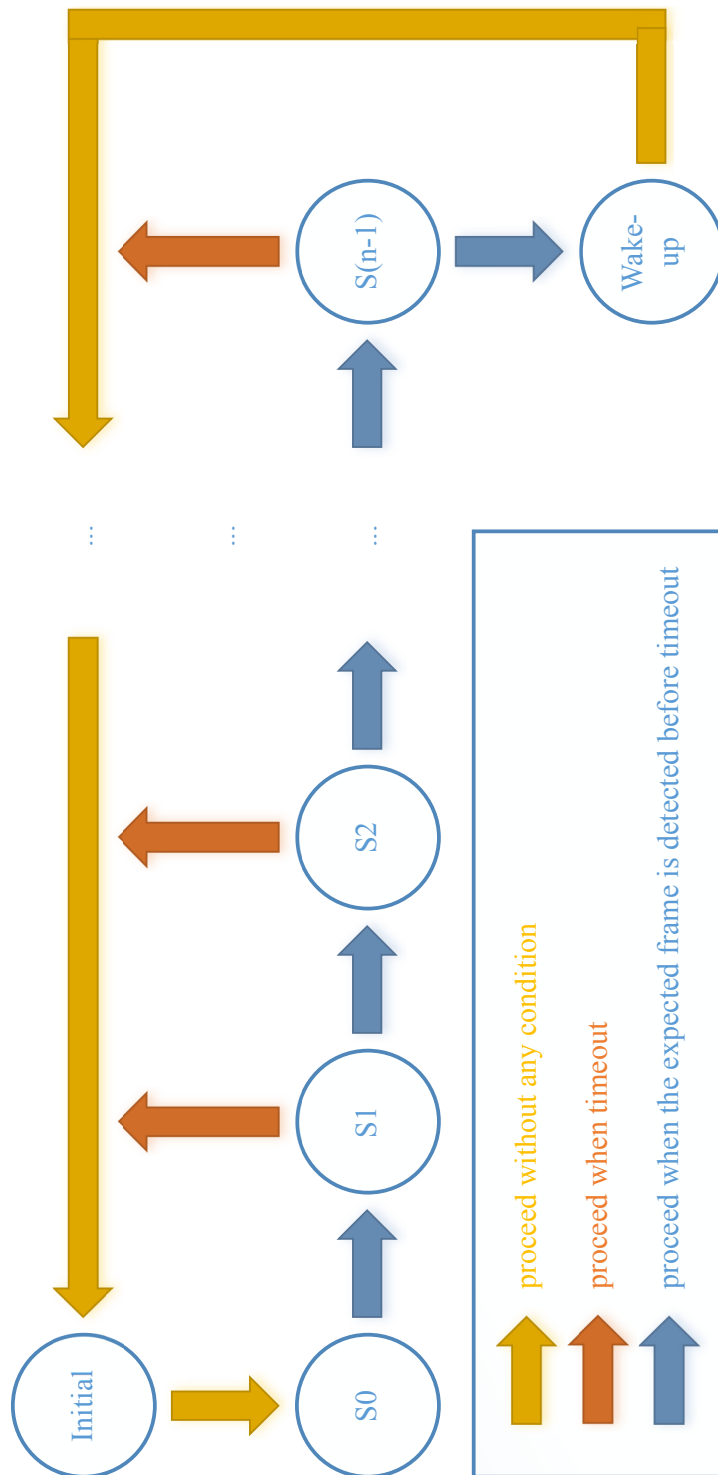 Initial
...
S0
S1
S2
...
...
S(n-1)
Wake-
up
proceed without any condition
proceed when timeout
proceed when the expected frame is detected before timeout